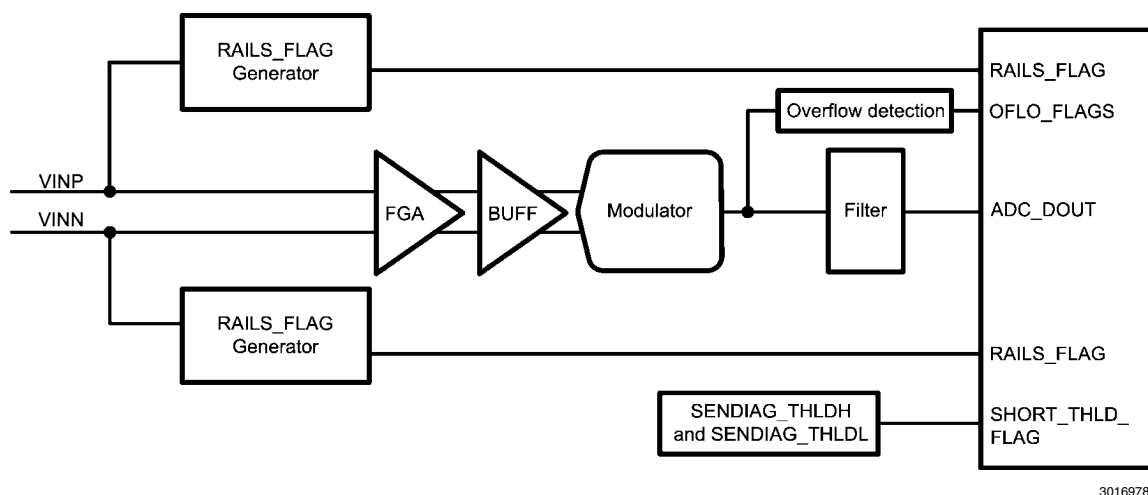 RAILS_FLAG
Generator
RAILS_FLAG
Overflow detection
OFLO_FLAGS
VINP
VINN
FGA
BUFF
Modulator
Filter
ADC_DOUT
RAILS_FLAG
Generator
RAILS_FLAG
SENDIAG_THLDH
and SENDIAG_THLDL
SHORT_THLD_
FLAG
3016978